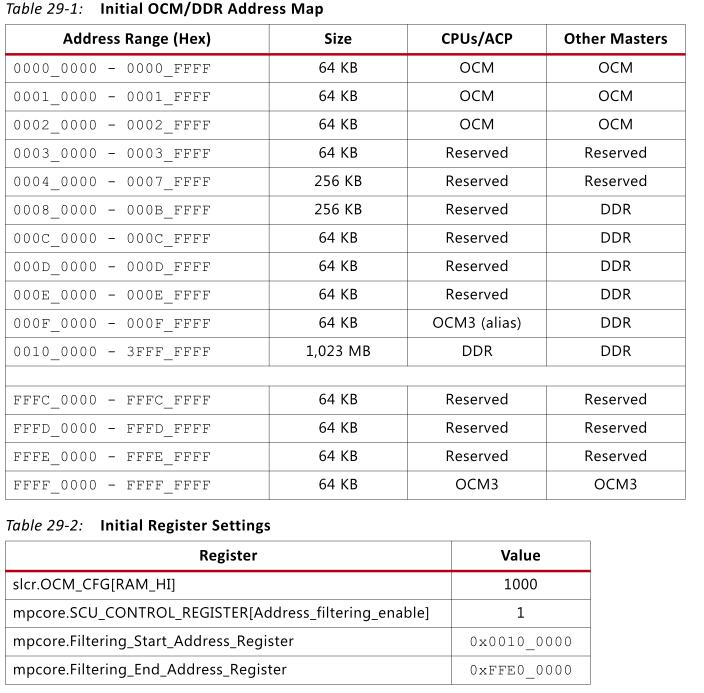 Table 29-1: Initial OCM/DDR Address Map
Address Range (Hex) Size CPUs/ACP Other Masters
0000_0000 - 0000_FFFF 64 KB OCM OCM
0001_0000 - 0001_FFFF 64 KB OCM OCM
0002_0000 - 0002_FFFF 64 KB OCM OCM
0003_0000 - 0003_FFFF 64 KB Reserved Reserved
0004_0000 - 0007_FFFF 256 KB Reserved Reserved
0008_0000 - 000B_FFFF 256 KB Reserved DDR
000C_0000 - 000C_FFFF 64 KB Reserved DDR
000D_0000 - 000D_FFFF 64 KB Reserved DDR
000E_0000 - 000E_FFFF 64 KB Reserved DDR
000F_0000 - 000F_FFFF 64 KB OCM3 (alias) DDR
0010_0000 - 3FFF_FFFF 1,023 MB DDR DDR
FFFC_0000 - FFFC_FFFF 64 KB Reserved Reserved
FFFD_0000 - FFFD_FFFF 64 KB Reserved Reserved
FFFE_0000 - FFFE_FFFF 64 KB Reserved Reserved
FFFF_0000 - FFFF_FFFF 64 KB OCM3 OCM3
Table 29-2: Initial Register Settings
Register Value
slcr.OCM_CFG[RAM_HI] 1000
mpcore.SCU_CONTROL_REGISTER[Address_filtering_enable] 1
mpcore.Filtering_Start_Address_Register 0x0010_0000
mpcore.Filtering_End_Address_Register 0xFFE0_0000